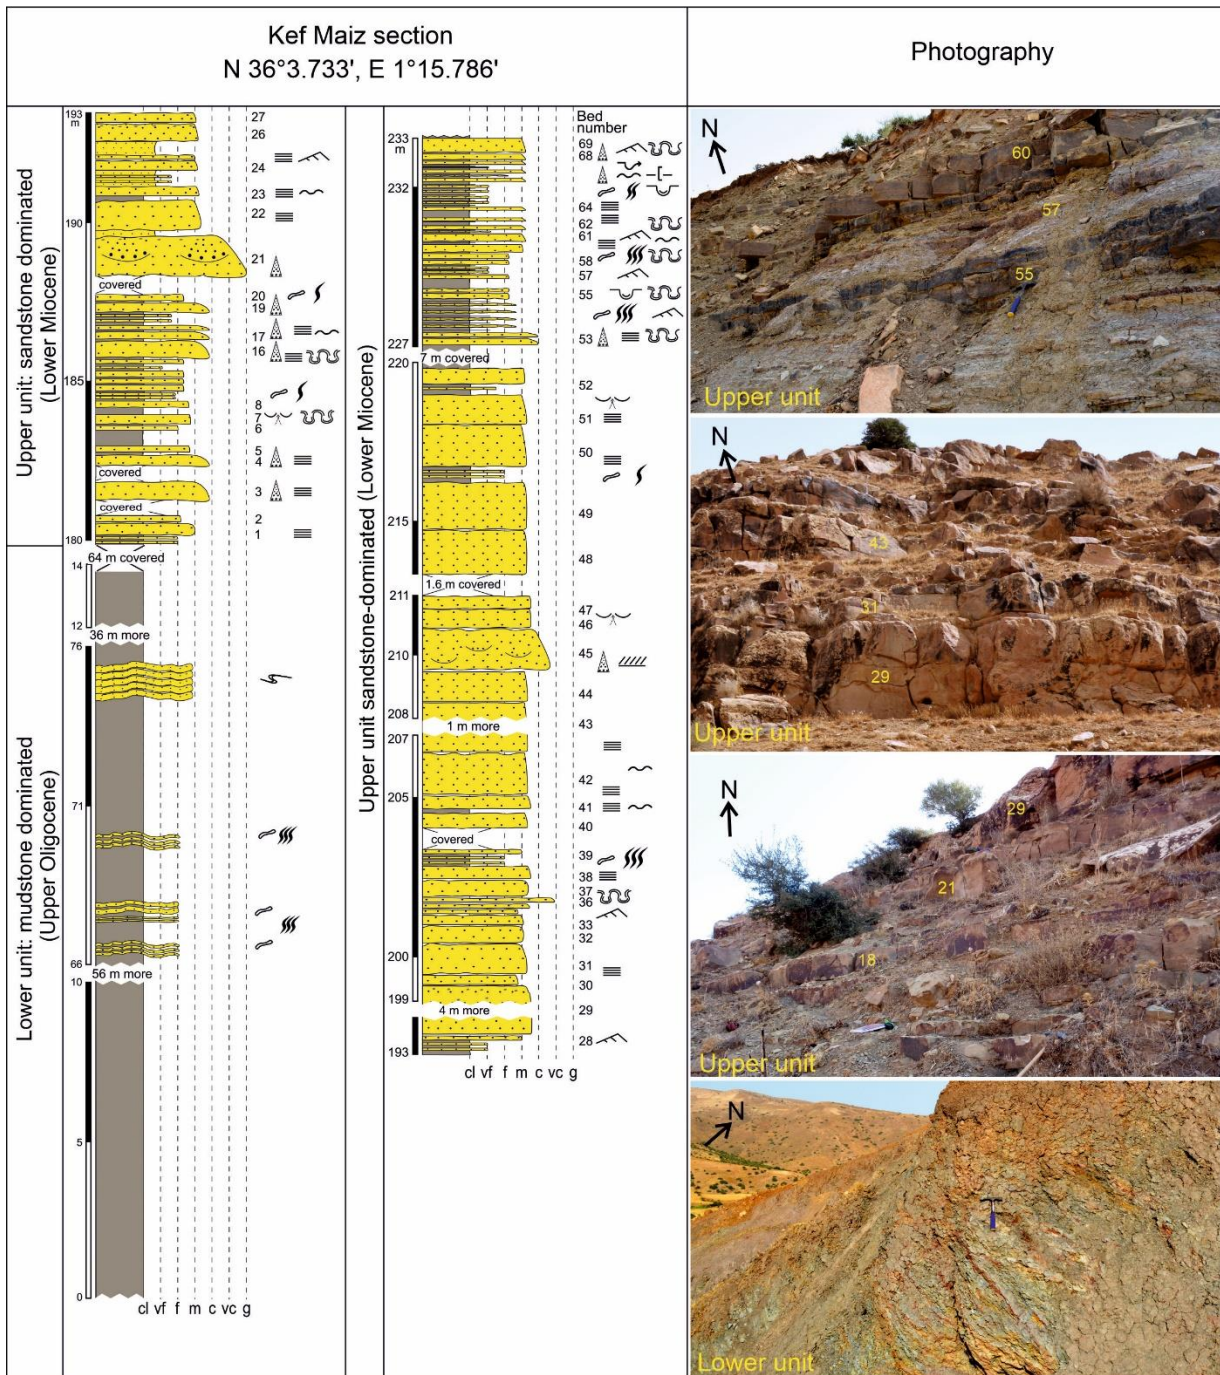 Kef Maiz section
N 36°3.733', E 1°15.786'
Photography
Upper unit: sandstone dominated
(Lower Miocene)
Lower unit: mudstone dominated
(Upper Oligocene)
193
m
27
26
24
23
190
22
21
covered
20
19
17
16
185
8
7
6
5
4
covered
3
covered
2
1
180
64 m covered
14
12
36 m more
76
71
66
56 m more
10
5
0
cl vf f m c vc g
Upper unit sandstone-dominated (Lower Miocene)
Bed
number
233
m
69
68
232
64
62
61
58
57
55
53
227
7 m covered
220
52
51
50
215
49
48
1.6 m covered
211
47
46
210
45
44
208
43
1 m more
207
42
205
41
40
covered
39
38
37
36
33
32
200
31
30
199
29
4 m more
28
193
cl vf f m c vc g
N
60
57
55
Upper unit
N
43
31
29
Upper unit
N
29
21
18
Upper unit
N
Lower unit